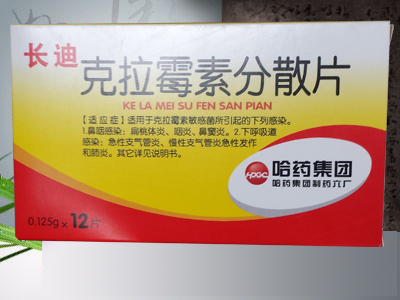 长迪
克拉霉素分散片
KE LA MEI SU FEN SAN PIAN
【适应症】适用于克拉霉素敏感菌所引起的下列感染。
1.鼻咽感染：扁桃体炎、咽炎、鼻窦炎。2.下呼吸道
感染：急性支气管炎、慢性支气管炎急性发作
和肺炎。其它详见说明书。
HPGC
哈药集团
哈药集团制药六厂
0.125g×12片